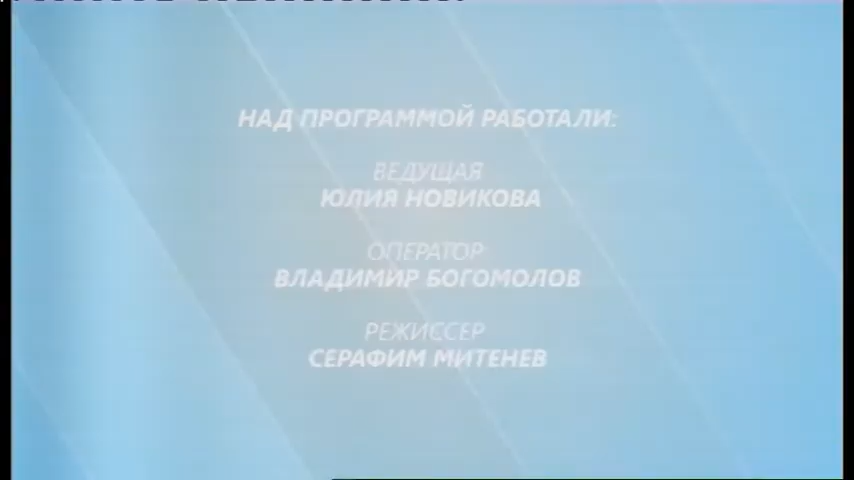 НАД ПРОГРАММОЙ РАБОТАЛИ:
ВЕДУЩАЯ
ЮЛИЯ НОВИКОВА
ОПЕРАТОР
ВЛАДИМИР БОГОМОЛОВ
РЕЖИССЕР
СЕРАФИМ МИТЕНЕВ